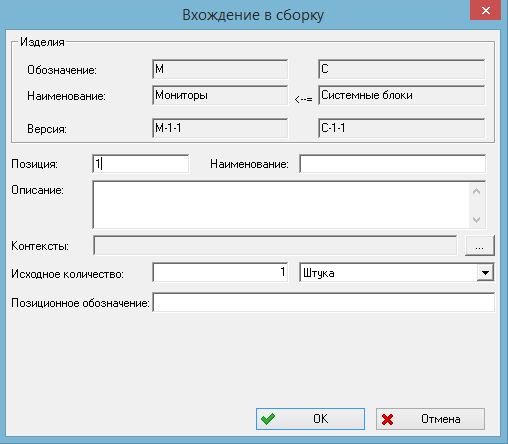 Вхождение в сборку
Изделия
Обозначение: М С
Наименование: Мониторы <--= Системные блоки
Версия: М-1-1 С-1-1
Позиция: 1 Наименование:
Описание:
Контексты: ...
Исходное количество: 1 Штука
Позиционное обозначение:
OK Отмена